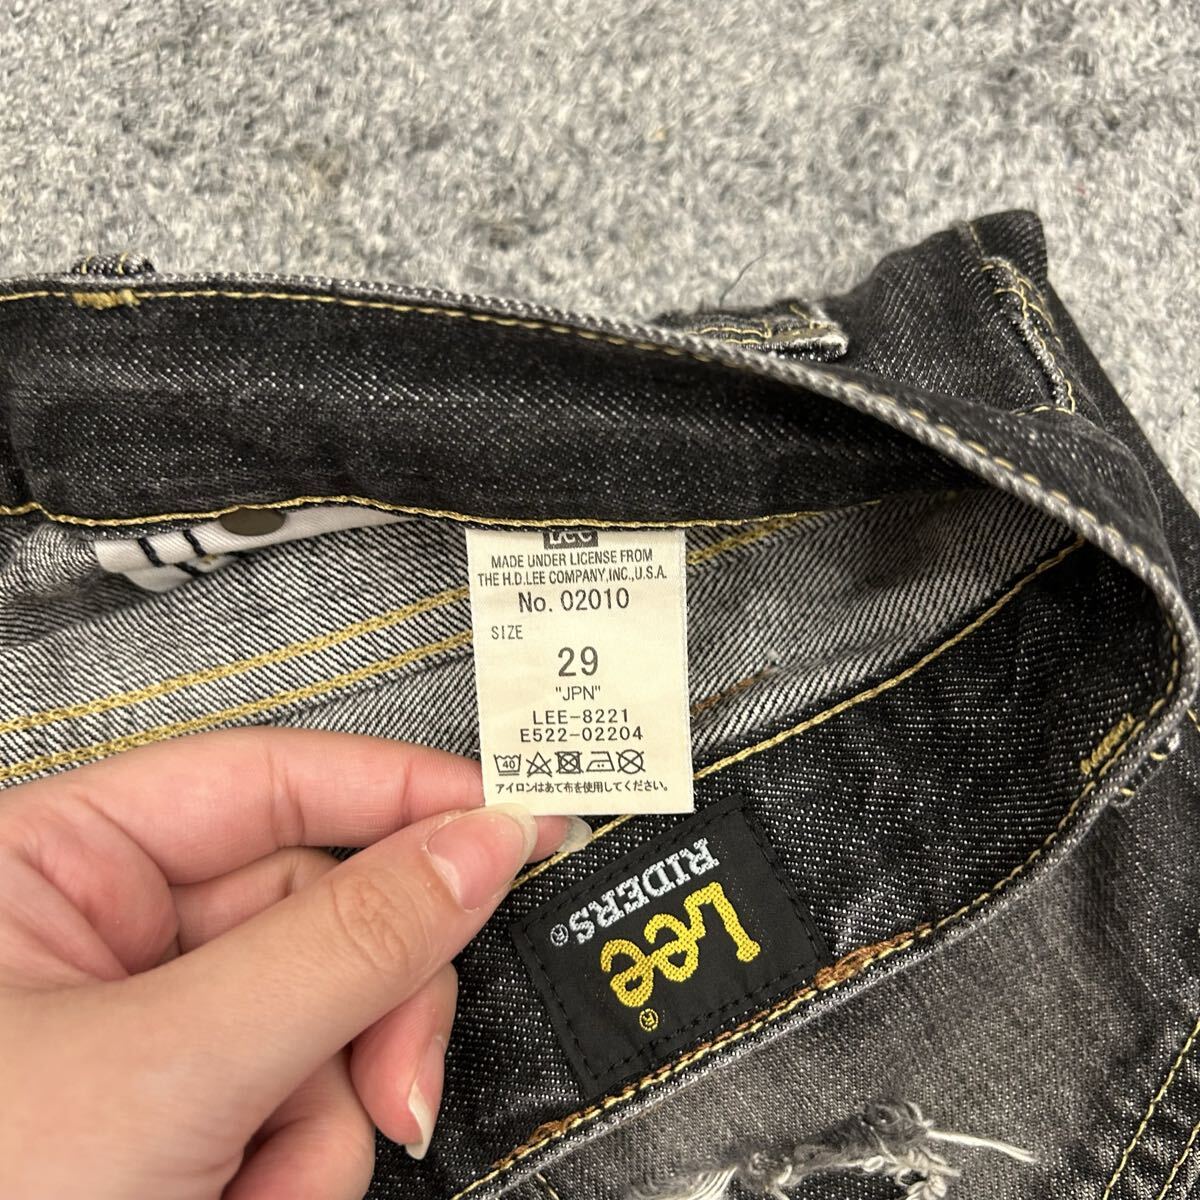 Lee
MADE UNDER LICENSE FROM
THE H.D.LEE COMPANY,INC.,U.S.A.
No. 02010
SIZE
29
"JPN"
LEE-8221
E522-02204
40
アイロンはあて布を使用してください。
Lee®
RIDERS®